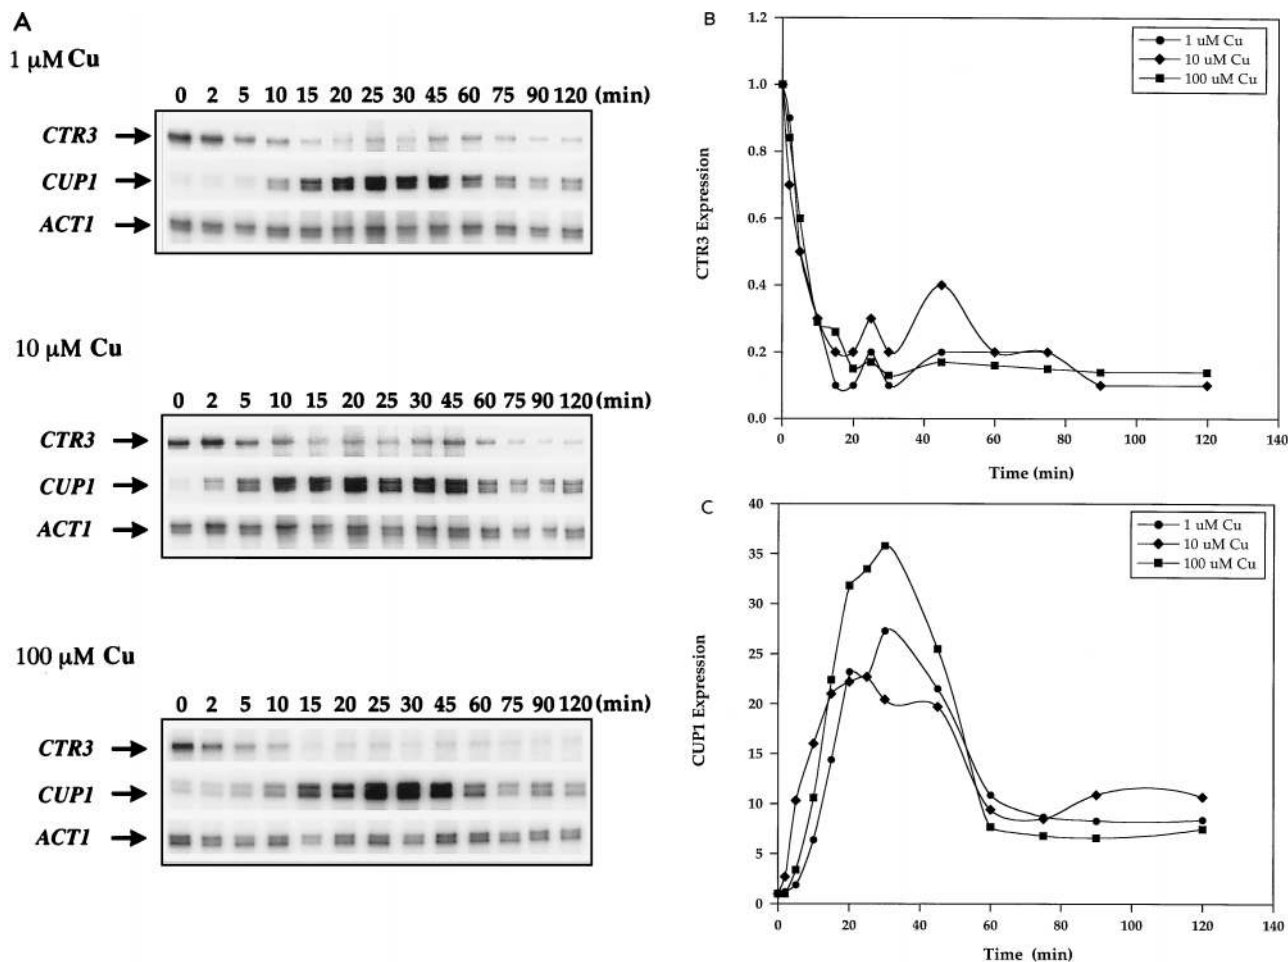 A
1 µM Cu
0 2 5 10 15 20 25 30 45 60 75 90 120 (min)
CTR3
CUP1
ACT1
10 µM Cu
0 2 5 10 15 20 25 30 45 60 75 90 120
CTR3
CUP1
ACT1
100 µM Cu
0 2 5 10 15 20 25 30 45 60 75 90 120 (min)
CTR3
CUP1
ACT1
B
1.2
1.0
0.8
0.6
0.4
0.2
0.0
CTR3 Expression
1 uM Cu
10 uM Cu
100 uM Cu
0 20 40 60 80 100 120 140
Time (min)
C
40
35
30
25
20
15
10
5
0
CUP1 Expression
1 uM Cu
10 uM Cu
100 uM Cu
0 20 40 60 80 100 120 140
Time (min)